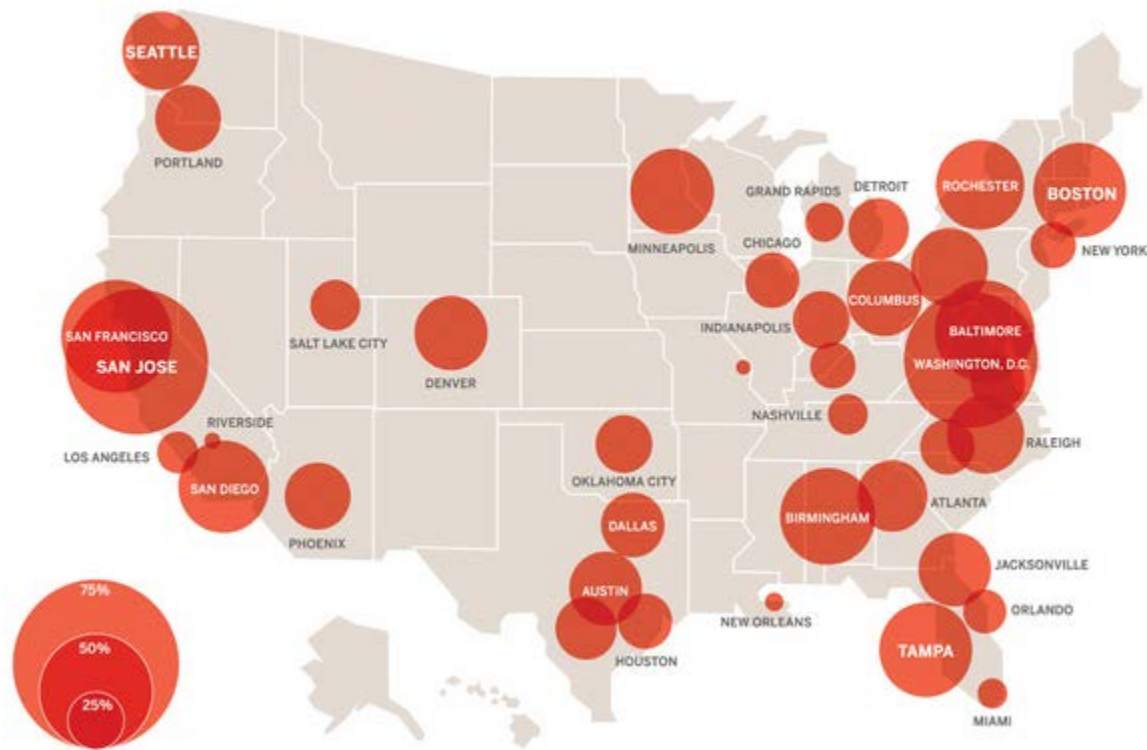 SEATTLE
PORTLAND
MINNEAPOLIS
GRAND RAPIDS
DETROIT
ROCHESTER
BOSTON
NEW YORK
CHICAGO
COLUMBUS
INDIANAPOLIS
BALTIMORE
WASHINGTON, D.C.
SAN FRANCISCO
SAN JOSE
SALT LAKE CITY
DENVER
NASHVILLE
RALEIGH
RIVERSIDE
LOS ANGELES
SAN DIEGO
PHOENIX
OKLAHOMA CITY
DALLAS
BIRMINGHAM
ATLANTA
JACKSONVILLE
AUSTIN
ORLANDO
NEW ORLEANS
HOUSTON
TAMPA
MIAMI
75%
50%
25%